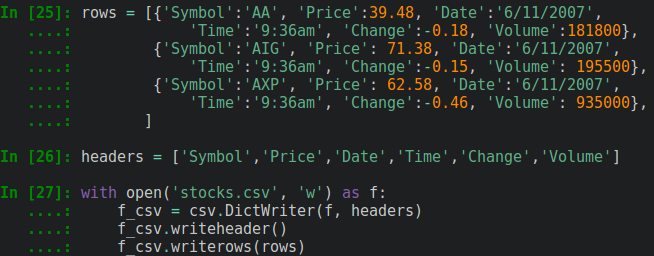 In [25]: rows = [{'Symbol':'AA', 'Price':39.48, 'Date':'6/11/2007',
....:             'Time':'9:36am', 'Change':-0.18, 'Volume':181800},
....:         {'Symbol':'AIG', 'Price': 71.38, 'Date':'6/11/2007',
....:             'Time':'9:36am', 'Change':-0.15, 'Volume': 195500},
....:         {'Symbol':'AXP', 'Price': 62.58, 'Date':'6/11/2007',
....:             'Time':'9:36am', 'Change':-0.46, 'Volume': 935000},
....:        ]
In [26]: headers = ['Symbol','Price','Date','Time','Change','Volume']
In [27]: with open('stocks.csv', 'w') as f:
....:     f_csv = csv.DictWriter(f, headers)
....:     f_csv.writeheader()
....:     f_csv.writerows(rows)